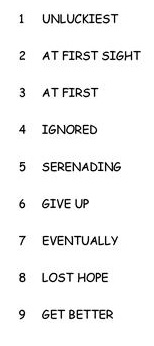 1 UNLUCKIEST
2 AT FIRST SIGHT
3 AT FIRST
4 IGNORED
5 SERENADING
6 GIVE UP
7 EVENTUALLY
8 LOST HOPE
9 GET BETTER